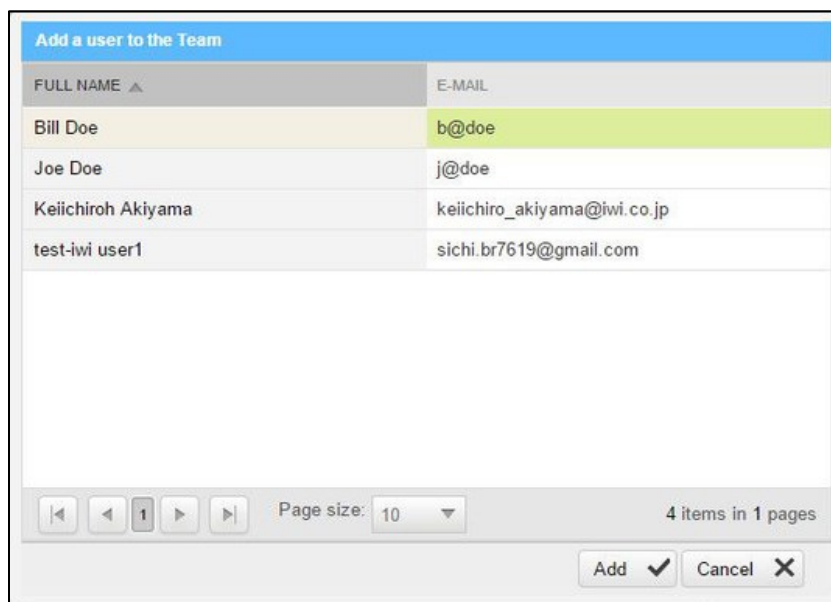 Add a user to the Team
FULL NAME E-MAIL
Bill Doe b@doe
Joe Doe j@doe
Keiichiroh Akiyama keiichiro_akiyama@iwi.co.jp
test-iwi user1 sichi.br7619@gmail.com
1 Page size: 10 4 items in 1 pages
Add Cancel